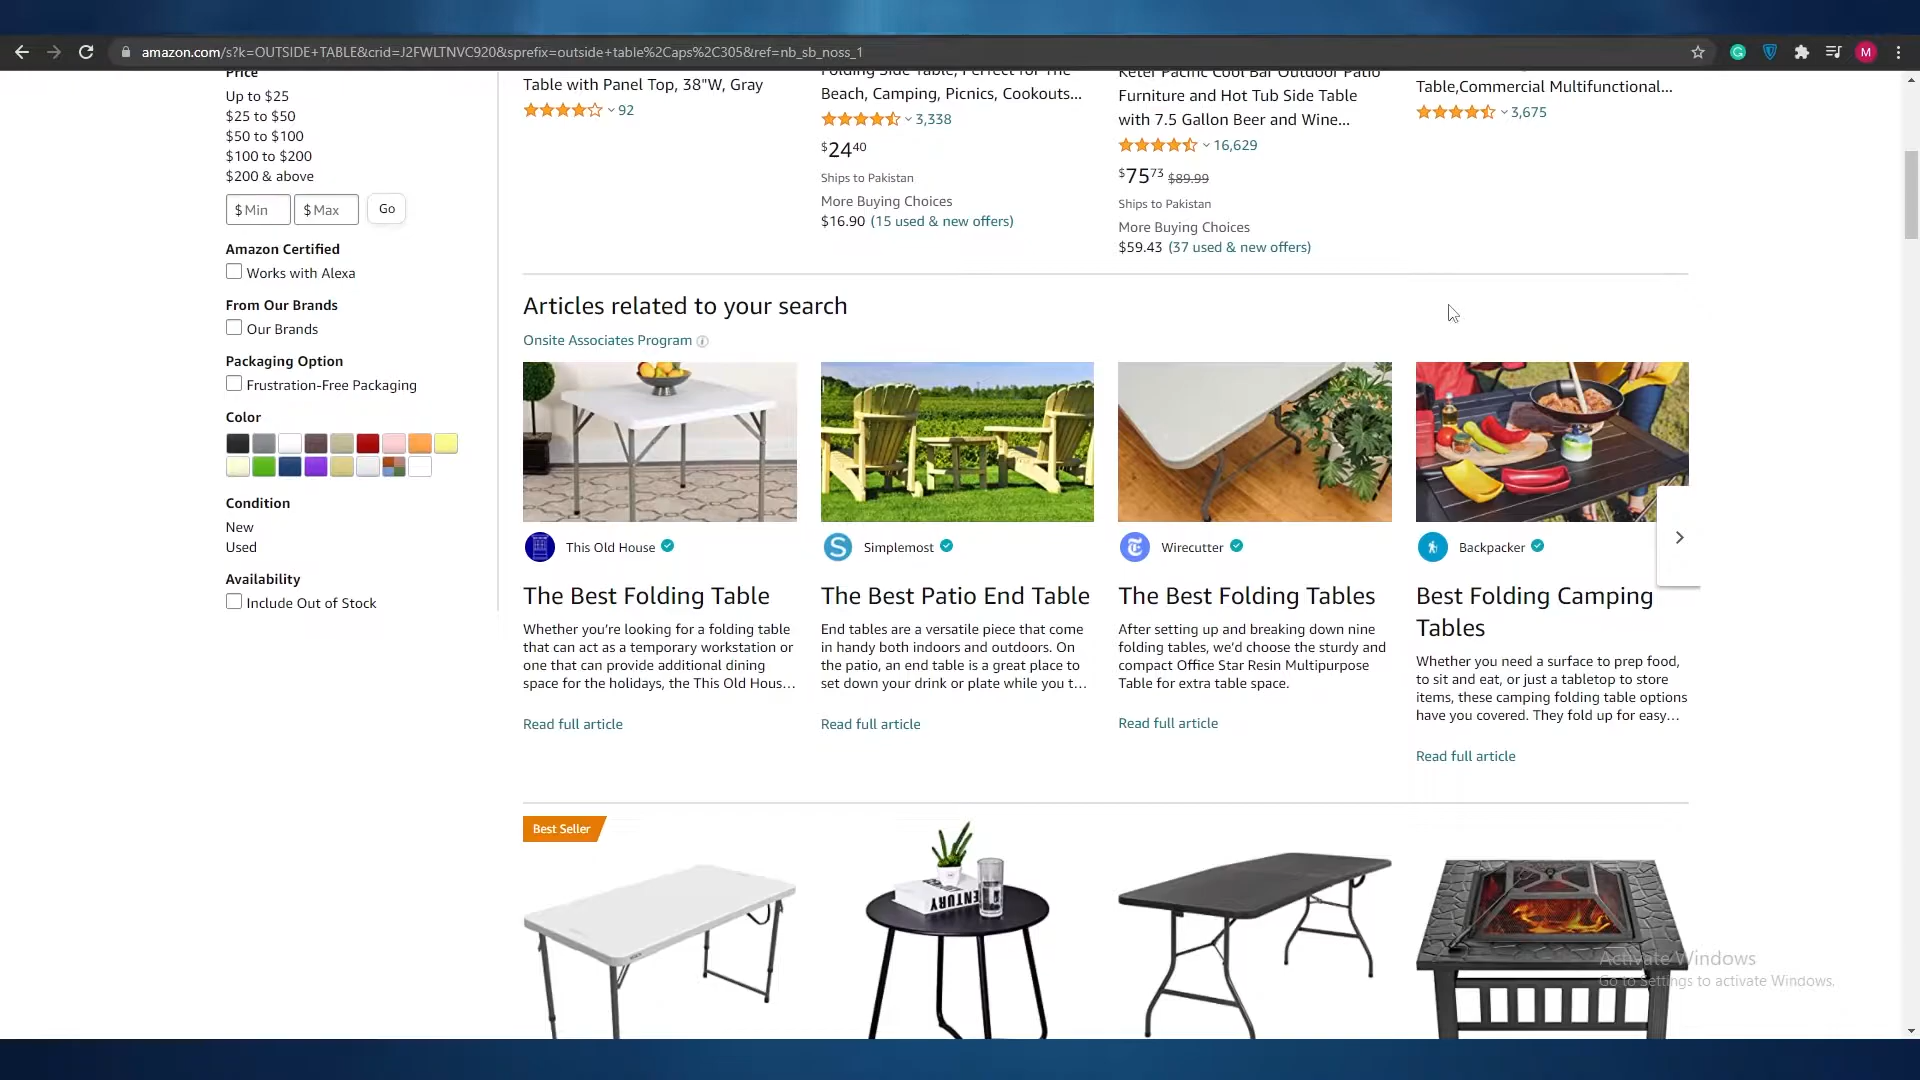 amazon.com/s?k=OUTSIDE+TABLE&crid=J2FWLTNVC920&sprefix=outside+table%2Caps%2C305&ref=nb_sb_noss_1
M
Price
Up to $25
$25 to $50
$50 to $100
$100 to $200
$200 & above
$ Min
$ Max
Go
Amazon Certified
Works with Alexa
From Our Brands
Our Brands
Packaging Option
Frustration-Free Packaging
Color
Condition
New
Used
Availability
Include Out of Stock
Table with Panel Top, 38"W, Gray
92
Folding Side Table, Perfect for The
Beach, Camping, Picnics, Cookouts...
3,338
$24 40
Ships to Pakistan
More Buying Choices
$16.90 (15 used & new offers)
Keter Pacific Cool Bar Outdoor Patio
Furniture and Hot Tub Side Table
with 7.5 Gallon Beer and Wine...
16,629
$75 73 $89.99
Ships to Pakistan
More Buying Choices
$59.43 (37 used & new offers)
Table,Commercial Multifunctional...
3,675
Articles related to your search
Onsite Associates Program
This Old House
The Best Folding Table
Whether you're looking for a folding table
that can act as a temporary workstation or
one that can provide additional dining
space for the holidays, the This Old Hous...
Read full article
S
Simplemost
The Best Patio End Table
End tables are a versatile piece that come
in handy both indoors and outdoors. On
the patio, an end table is a great place to
set down your drink or plate while you t...
Read full article
Wirecutter
The Best Folding Tables
After setting up and breaking down nine
folding tables, we'd choose the sturdy and
compact Office Star Resin Multipurpose
Table for extra table space.
Read full article
Backpacker
Best Folding Camping
Tables
Whether you need a surface to prep food,
to sit and eat, or just a tabletop to store
items, these camping folding table options
have you covered. They fold up for easy...
Read full article
Best Seller
Activate Windows
Go to Settings to activate Windows.